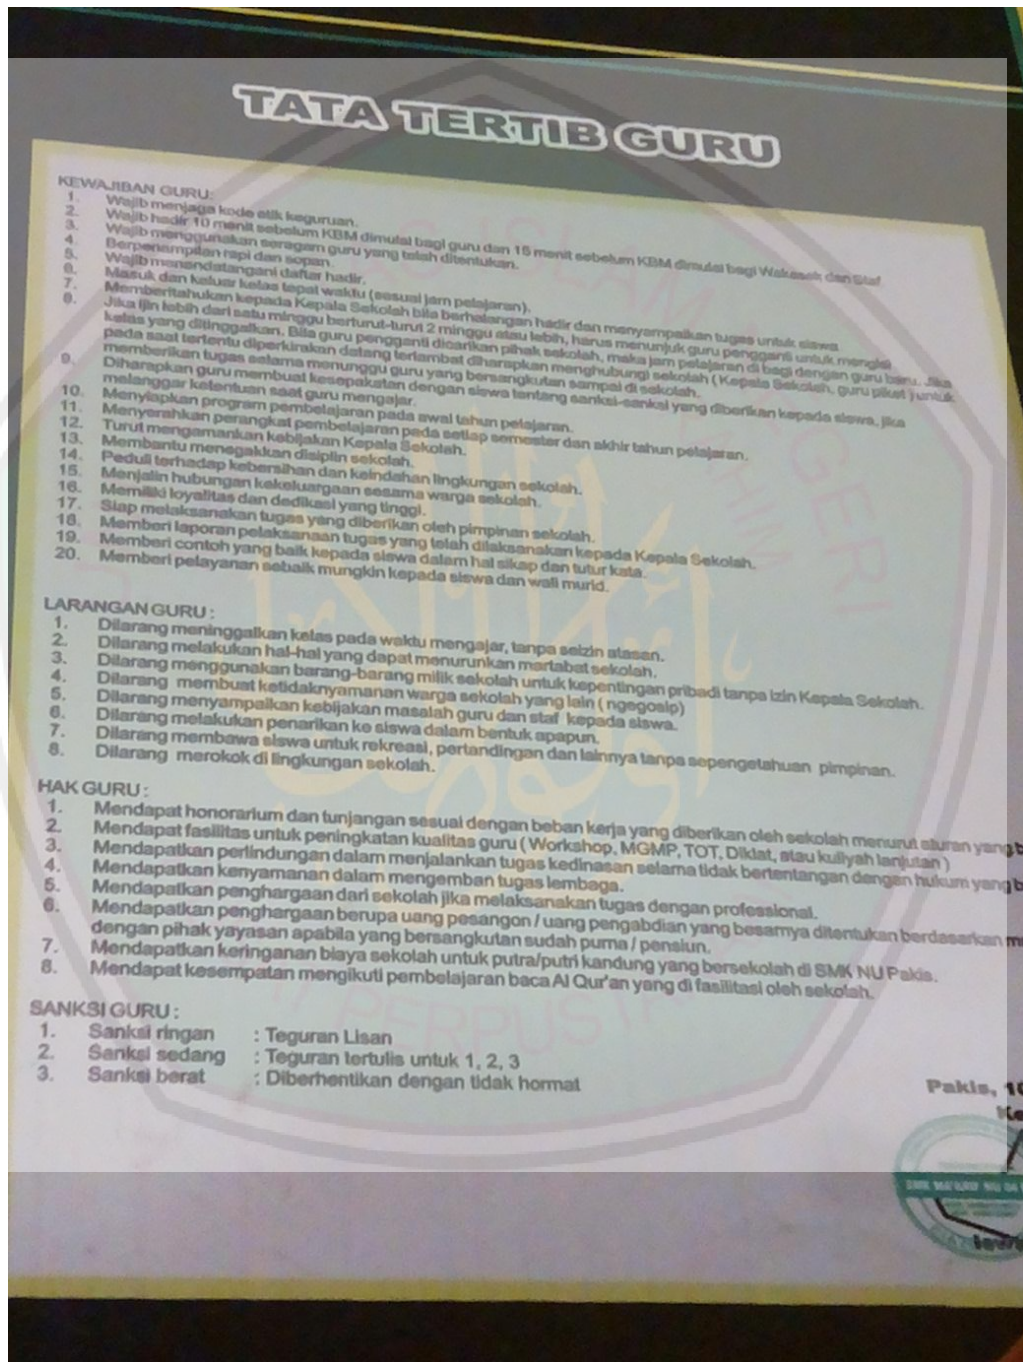 TATA TERTIB GURU
KEWAJIBAN GURU:
1. Wajib menjaga kode etik keguruan.
2. Wajib hadir 10 menit sebelum KBM dimulai bagi guru dan 15 menit sebelum KBM dimulai bagi Wakasek dan Staf
3. Wajib menggunakan seragam guru yang telah ditentukan.
4. Berpenampilan rapi dan sopan.
5. Wajib menandatangani daftar hadir.
6. Masuk dan keluar kelas tepat waktu (sesuai jam pelajaran).
7. Memberitahukan kepada Kepala Sekolah bila berhalangan hadir dan menyampaikan tugas untuk siswa
8. Jika ijin lebih dari satu minggu berturut-turut 2 minggu atau lebih, harus menunjuk guru pengganti untuk mengisi
kelas yang ditinggalkan. Bila guru pengganti dicarikan pihak sekolah, maka jam pelajaran di bagi dengan guru baru. Jika
pada saat tertentu diperkirakan datang terlambat diharapkan menghubungi sekolah ( Kepala Sekolah, guru piket ) untuk
memberikan tugas selama menunggu guru yang bersangkutan sampai di sekolah.
9. Diharapkan guru membuat kesepakatan dengan siswa tentang sanksi-sanksi yang diberikan kepada siswa, jika
melanggar ketentuan saat guru mengajar.
10. Menyiapkan program pembelajaran pada awal tahun pelajaran.
11. Menyerahkan perangkat pembelajaran pada setiap semester dan akhir tahun pelajaran.
12. Turut mengamankan kebijakan Kepala Sekolah.
13. Membantu menegakkan disiplin sekolah.
14. Peduli terhadap kebersihan dan keindahan lingkungan sekolah.
15. Menjalin hubungan kekeluargaan sesama warga sekolah.
16. Memiliki loyalitas dan dedikasi yang tinggi.
17. Siap melaksanakan tugas yang diberikan oleh pimpinan sekolah.
18. Memberi laporan pelaksanaan tugas yang telah dilaksanakan kepada Kepala Sekolah.
19. Memberi contoh yang baik kepada siswa dalam hal sikap dan tutur kata.
20. Memberi pelayanan sebaik mungkin kepada siswa dan wali murid.
LARANGAN GURU :
1. Dilarang meninggalkan kelas pada waktu mengajar, tanpa seizin atasan.
2. Dilarang melakukan hal-hal yang dapat menurunkan martabat sekolah.
3. Dilarang menggunakan barang-barang milik sekolah untuk kepentingan pribadi tanpa izin Kepala Sekolah.
4. Dilarang membuat ketidaknyamanan warga sekolah yang lain ( ngegosip)
5. Dilarang menyampaikan kebijakan masalah guru dan staf kepada siswa.
6. Dilarang melakukan penarikan ke siswa dalam bentuk apapun.
7. Dilarang membawa siswa untuk rekreasi, pertandingan dan lainnya tanpa sepengetahuan pimpinan.
8. Dilarang merokok di lingkungan sekolah.
HAK GURU :
1. Mendapat honorarium dan tunjangan sesuai dengan beban kerja yang diberikan oleh sekolah menurut aturan yang b
2. Mendapat fasilitas untuk peningkatan kualitas guru ( Workshop, MGMP, TOT, Diklat, atau kuliyah lanjutan )
3. Mendapatkan perlindungan dalam menjalankan tugas kedinasan selama tidak bertentangan dengan hukum yang b
4. Mendapatkan kenyamanan dalam mengemban tugas lembaga.
5. Mendapatkan penghargaan dari sekolah jika melaksanakan tugas dengan professional.
6. Mendapatkan penghargaan berupa uang pesangon / uang pengabdian yang besarnya ditentukan berdasarkan m
dengan pihak yayasan apabila yang bersangkutan sudah purna / pensiun.
7. Mendapatkan keringanan biaya sekolah untuk putra/putri kandung yang bersekolah di SMK NU Pakis.
8. Mendapat kesempatan mengikuti pembelajaran baca Al Qur'an yang di fasilitasi oleh sekolah.
SANKSI GURU :
1. Sanksi ringan : Teguran Lisan
2. Sanksi sedang : Teguran tertulis untuk 1, 2, 3
3. Sanksi berat : Diberhentikan dengan tidak hormat
Pakis, 10
Ke
SMK MA'ARIF NU 04